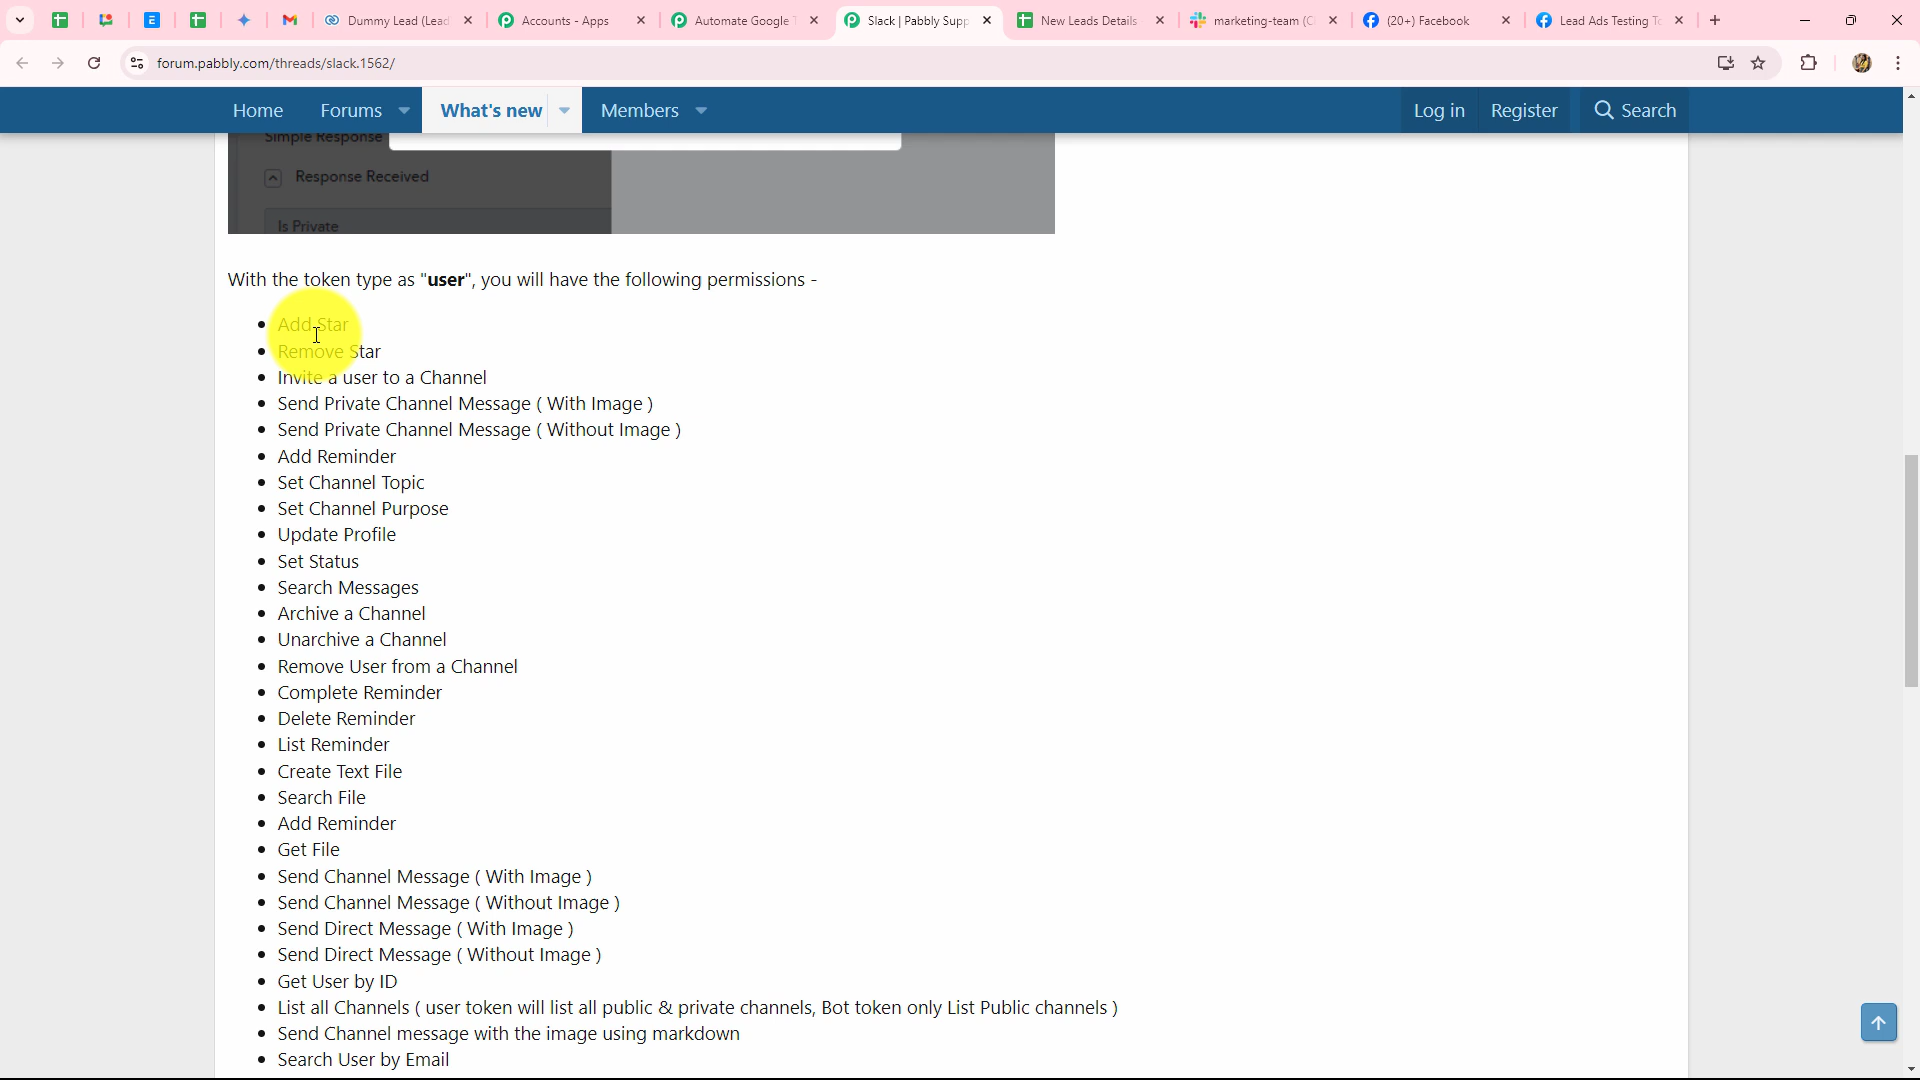 Dummy Lead (Lead
Accounts - Apps
Automate Google
Slack | Pabbly Supp
New Leads Details
marketing-team (C
(20+) Facebook
Lead Ads Testing To
forum.pabbly.com/threads/slack.1562/
Home
Forums
What's new
Members
Log in
Register
Search
Simple Response
Response Received
Is Private
With the token type as "user", you will have the following permissions -
• Add Star
• Remove Star
• Invite a user to a Channel
• Send Private Channel Message ( With Image )
• Send Private Channel Message ( Without Image )
• Add Reminder
• Set Channel Topic
• Set Channel Purpose
• Update Profile
• Set Status
• Search Messages
• Archive a Channel
• Unarchive a Channel
• Remove User from a Channel
• Complete Reminder
• Delete Reminder
• List Reminder
• Create Text File
• Search File
• Add Reminder
• Get File
• Send Channel Message ( With Image )
• Send Channel Message ( Without Image )
• Send Direct Message ( With Image )
• Send Direct Message ( Without Image )
• Get User by ID
• List all Channels ( user token will list all public & private channels, Bot token only List Public channels )
• Send Channel message with the image using markdown
• Search User by Email